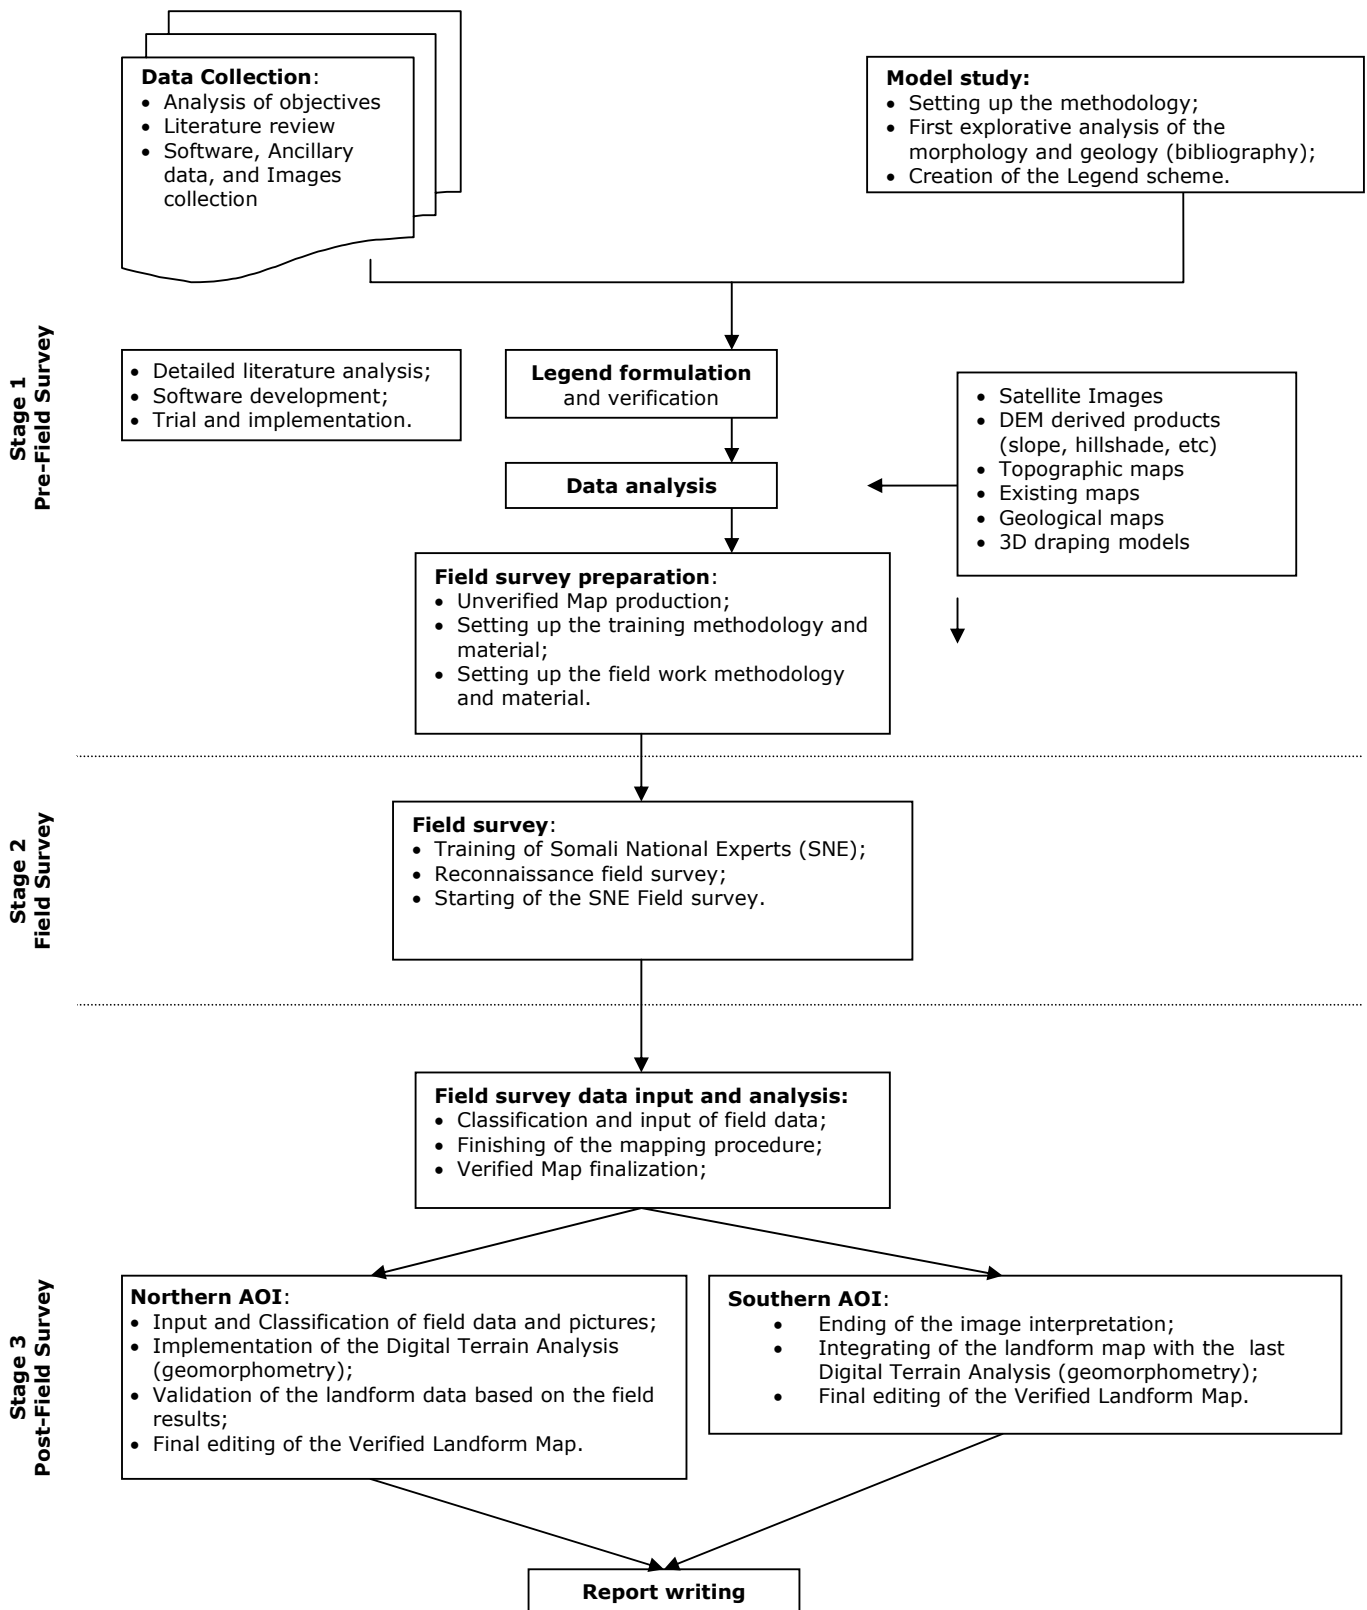 Data Collection:
• Analysis of objectives
• Literature review
• Software, Ancillary
data, and Images
collection
Model study:
• Setting up the methodology;
• First explorative analysis of the
morphology and geology (bibliography);
• Creation of the Legend scheme.
Stage 1
Pre-Field Survey
• Detailed literature analysis;
• Software development;
• Trial and implementation.
Legend formulation
and verification
• Satellite Images
• DEM derived products
(slope, hillshade, etc)
• Topographic maps
• Existing maps
• Geological maps
• 3D draping models
Data analysis
Field survey preparation:
• Unverified Map production;
• Setting up the training methodology and
material;
• Setting up the field work methodology
and material.
Stage 2
Field Survey
Field survey:
• Training of Somali National Experts (SNE);
• Reconnaissance field survey;
• Starting of the SNE Field survey.
Stage 3
Post-Field Survey
Field survey data input and analysis:
• Classification and input of field data;
• Finishing of the mapping procedure;
• Verified Map finalization;
Northern AOI:
• Input and Classification of field data and pictures;
• Implementation of the Digital Terrain Analysis
(geomorphometry);
• Validation of the landform data based on the field
results;
• Final editing of the Verified Landform Map.
Southern AOI:
• Ending of the image interpretation;
• Integrating of the landform map with the last
Digital Terrain Analysis (geomorphometry);
• Final editing of the Verified Landform Map.
Report writing